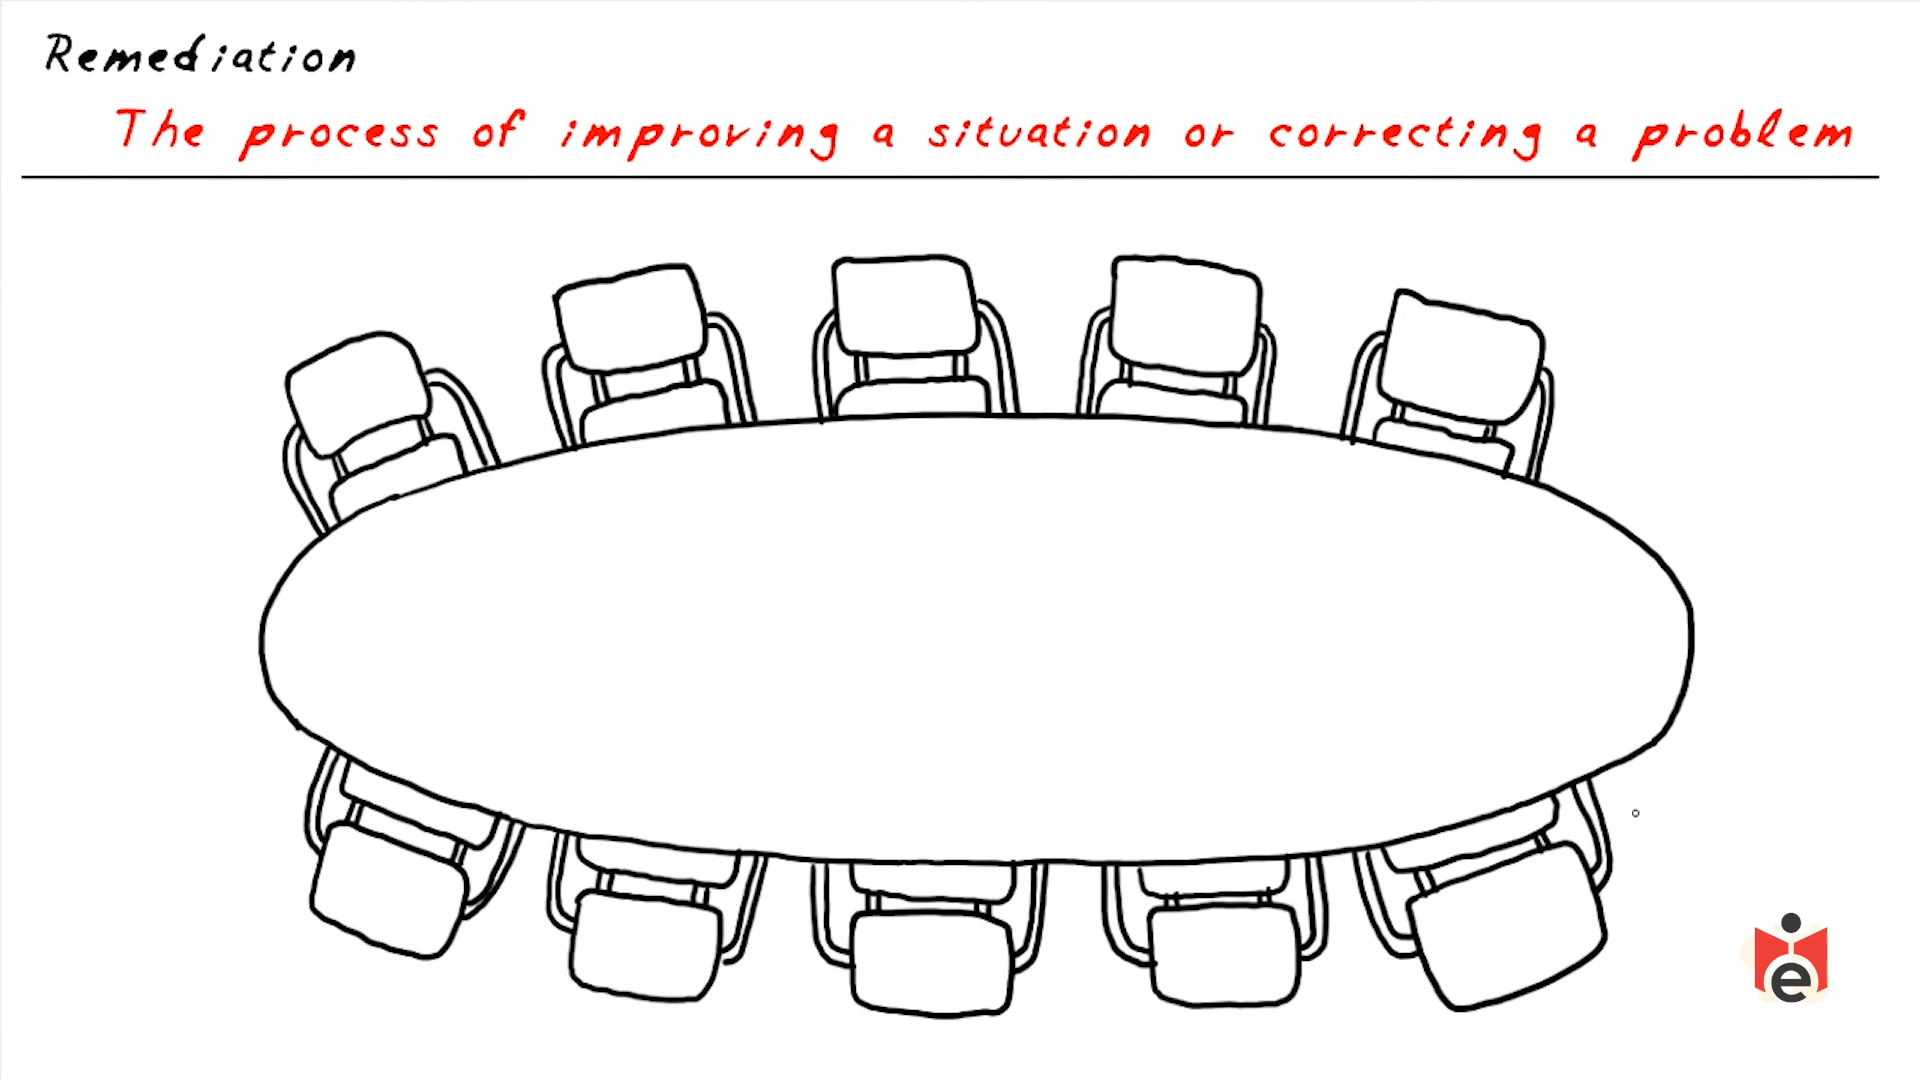 Remediation
The process of improving a situation or correcting a problem
e